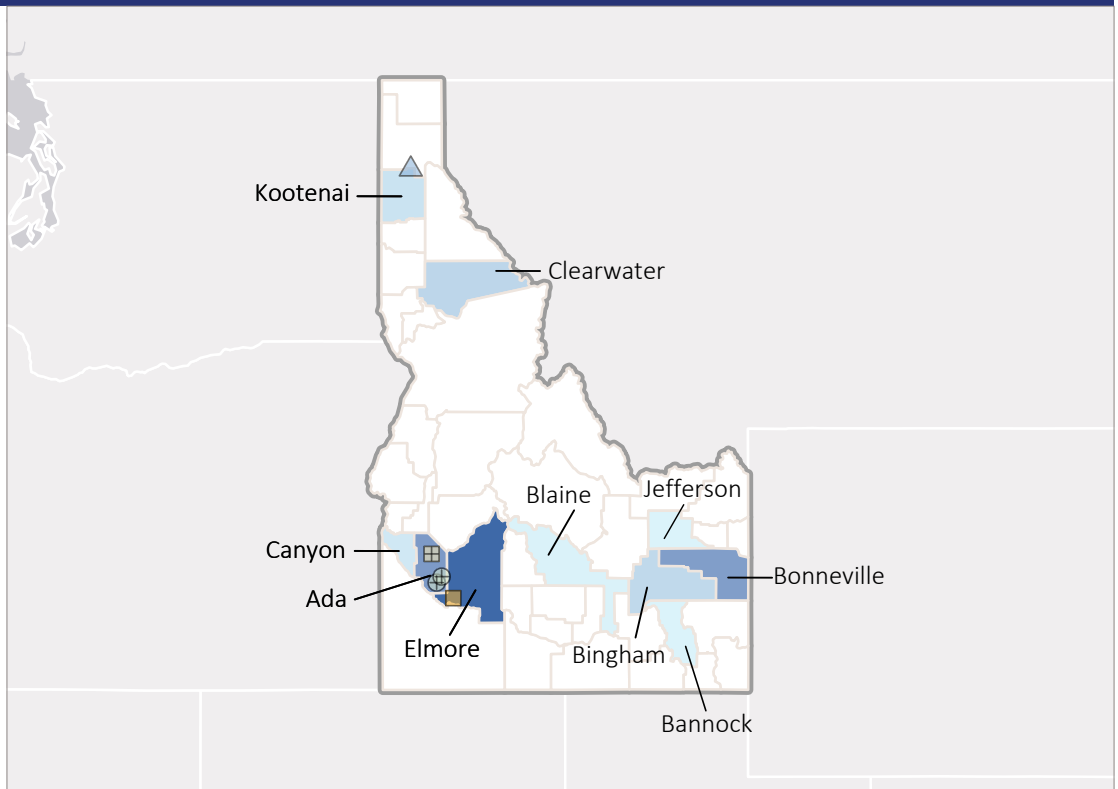 Kootenai
Clearwater
Jefferson
Blaine
Canyon
Bonneville
Ada
Elmore
Bingham
Bannock